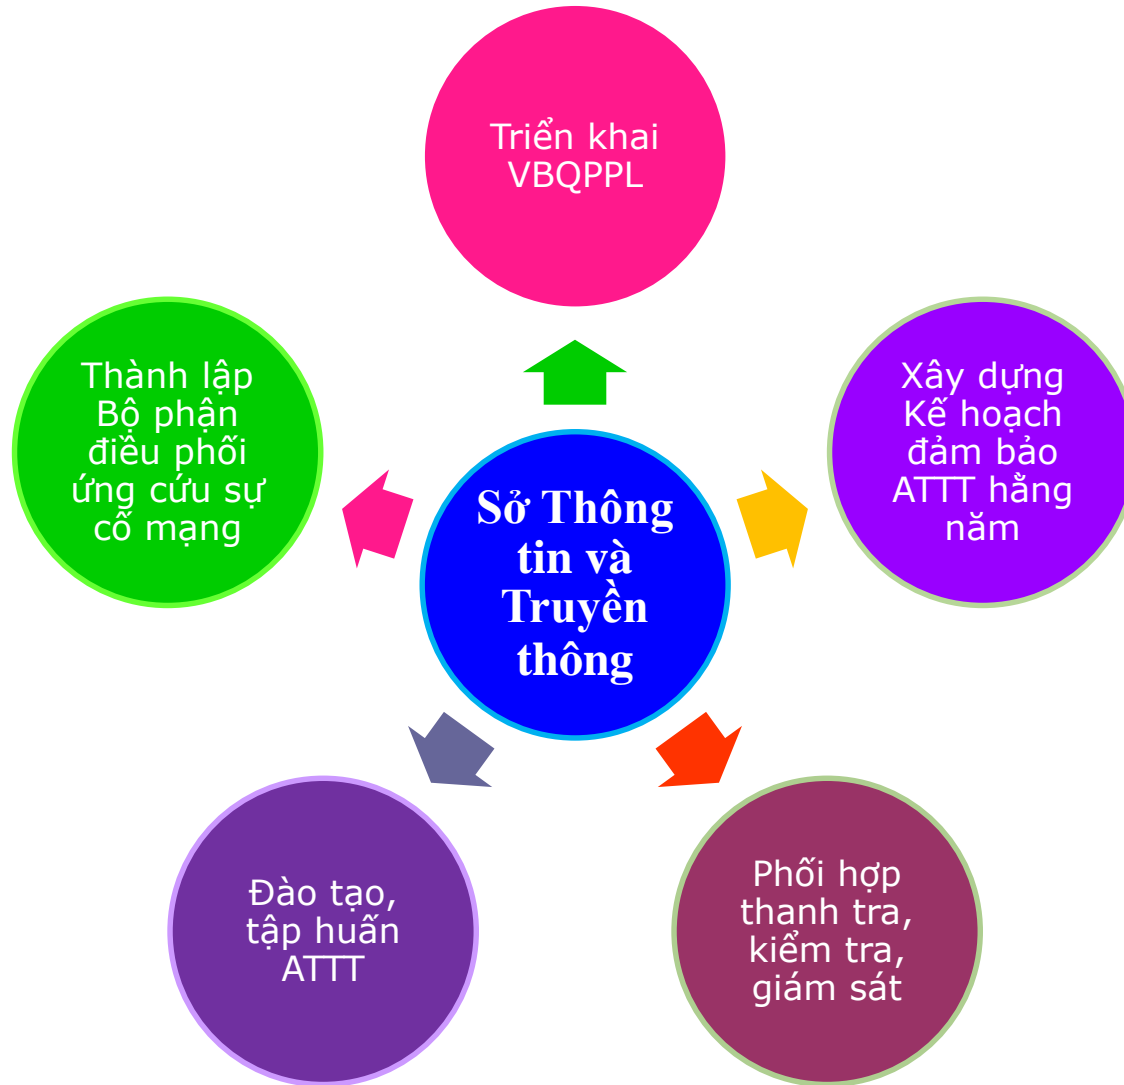 Triển khai
VBQPPL
Thành lập
Bộ phận
điều phối
ứng cứu sự
cố mạng
Xây dựng
Kế hoạch
đảm bảo
ATTT hằng
năm
Sở Thông
tin và
Truyền
thông
Đào tạo,
tập huấn
ATTT
Phối hợp
thanh tra,
kiểm tra,
giám sát